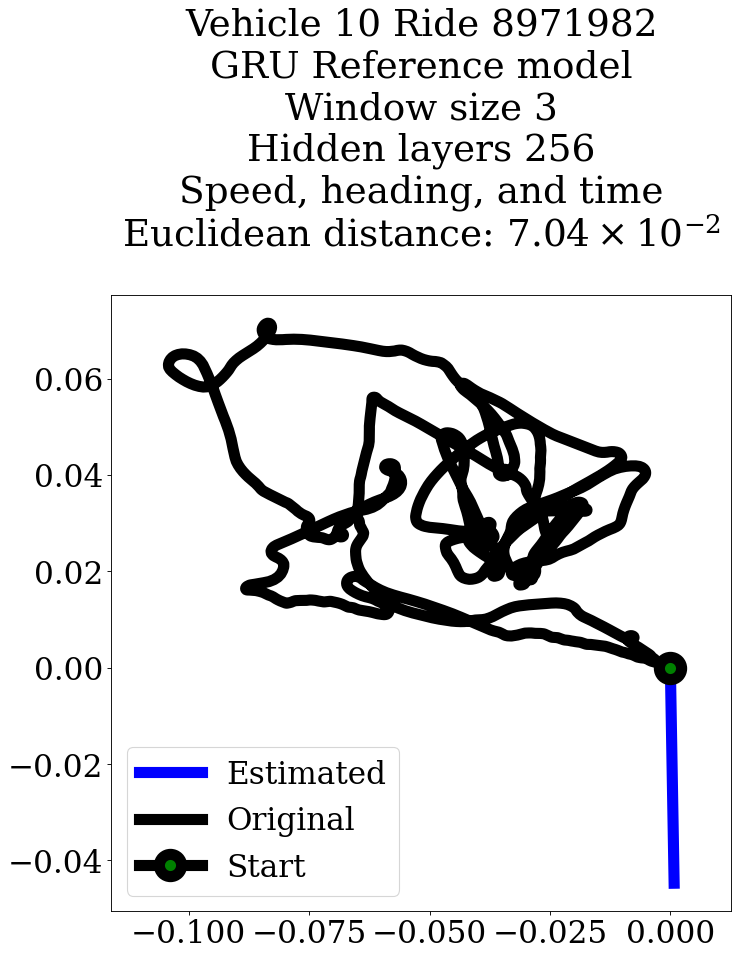 Vehicle 10 Ride 8971982
GRU Reference model
Window size 3
Hidden layers 256
Speed, heading, and time
Euclidean distance: 7.04 × 10⁻²
0.06
0.04
0.02
0.00
−0.02
−0.04
Estimated
Original
Start
−0.100 −0.075 −0.050 −0.025 0.000